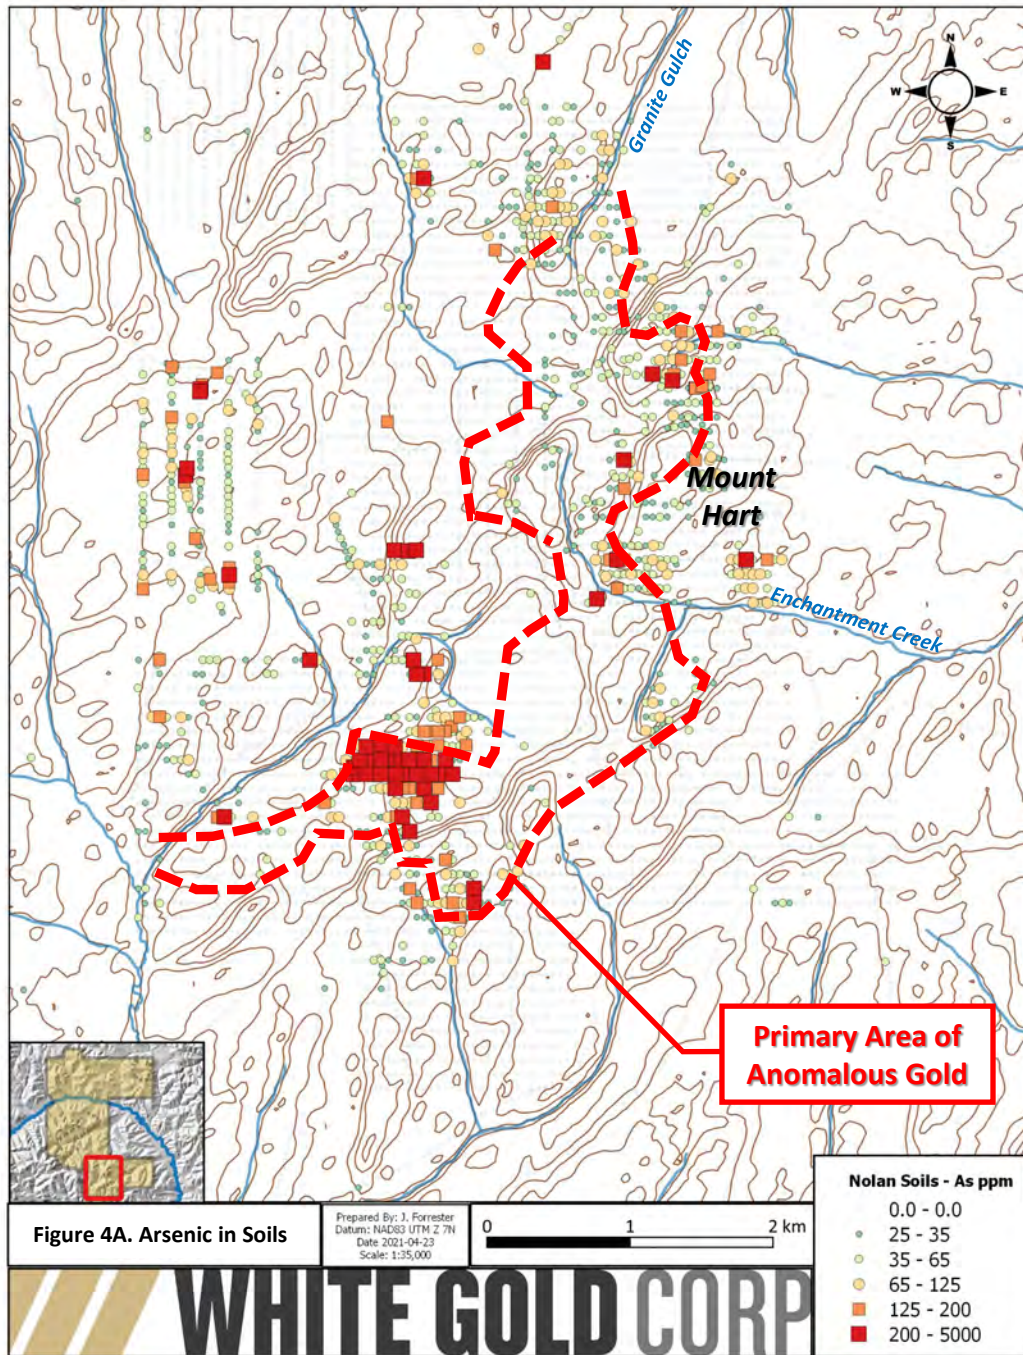 N
W
E
S
Granite Gulch
Mount
Hart
Enchantment Creek
Primary Area of
Anomalous Gold
Figure 4A. Arsenic in Soils
Prepared By: J. Forrester
Datum: NAD83 UTM Z 7N
Date 2021-04-23
Scale: 1:35,000
0 1 2 km
Nolan Soils - As ppm
0.0 - 0.0
25 - 35
35 - 65
65 - 125
125 - 200
200 - 5000
WHITE GOLD CORP